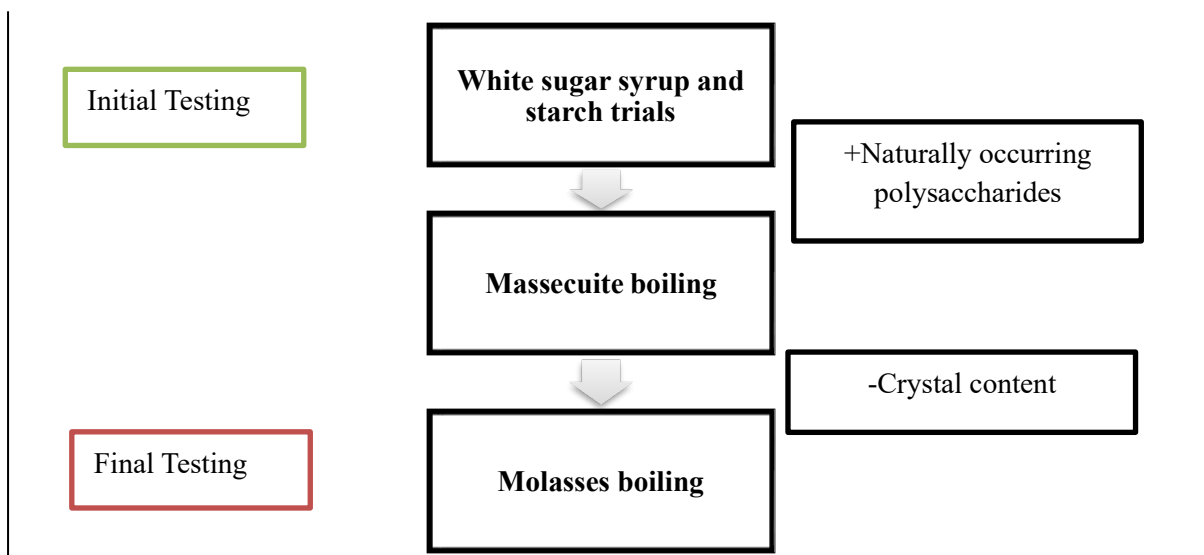 Initial Testing
White sugar syrup and
starch trials
+Naturally occurring
polysaccharides
Massecuite boiling
-Crystal content
Final Testing
Molasses boiling